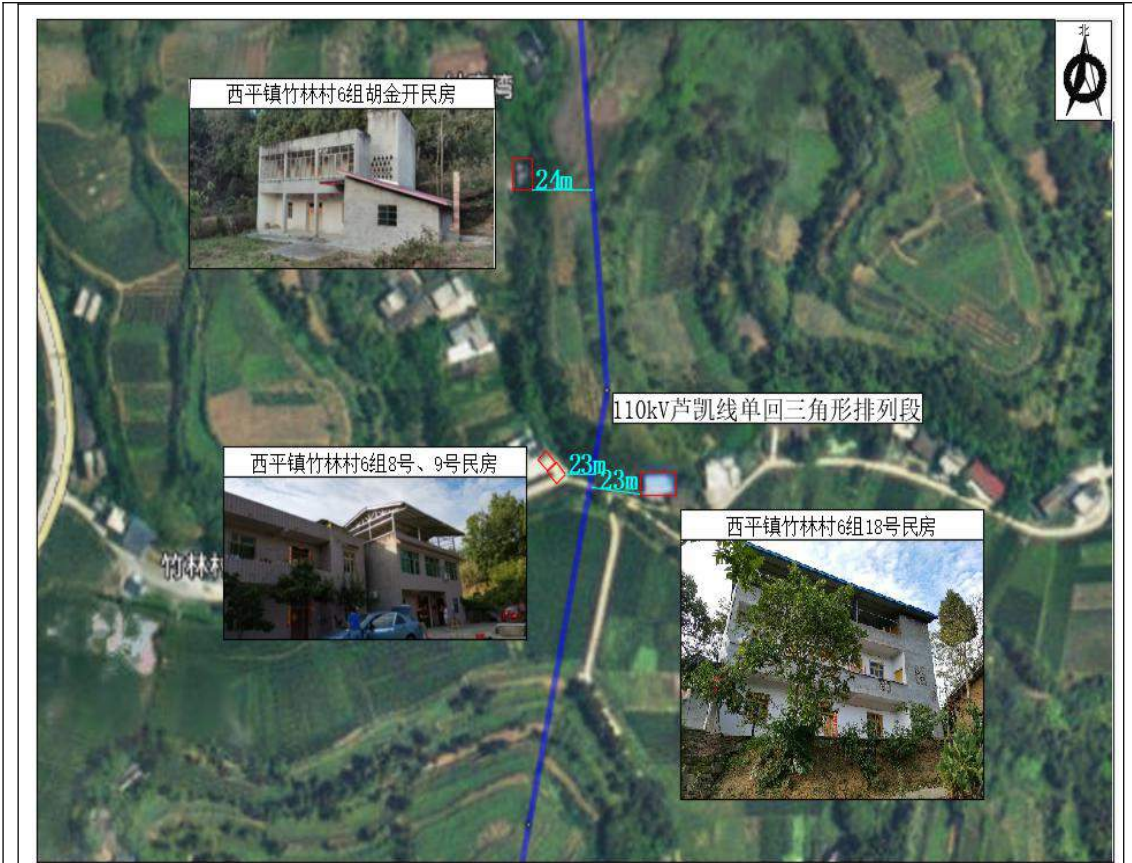 北
西平镇竹林村6组胡金开民房
湾
24m
110kV芦凯线单回三角形排列段
西平镇竹林村6组8号、9号民房
23m
23m
西平镇竹林村6组18号民房
竹林村